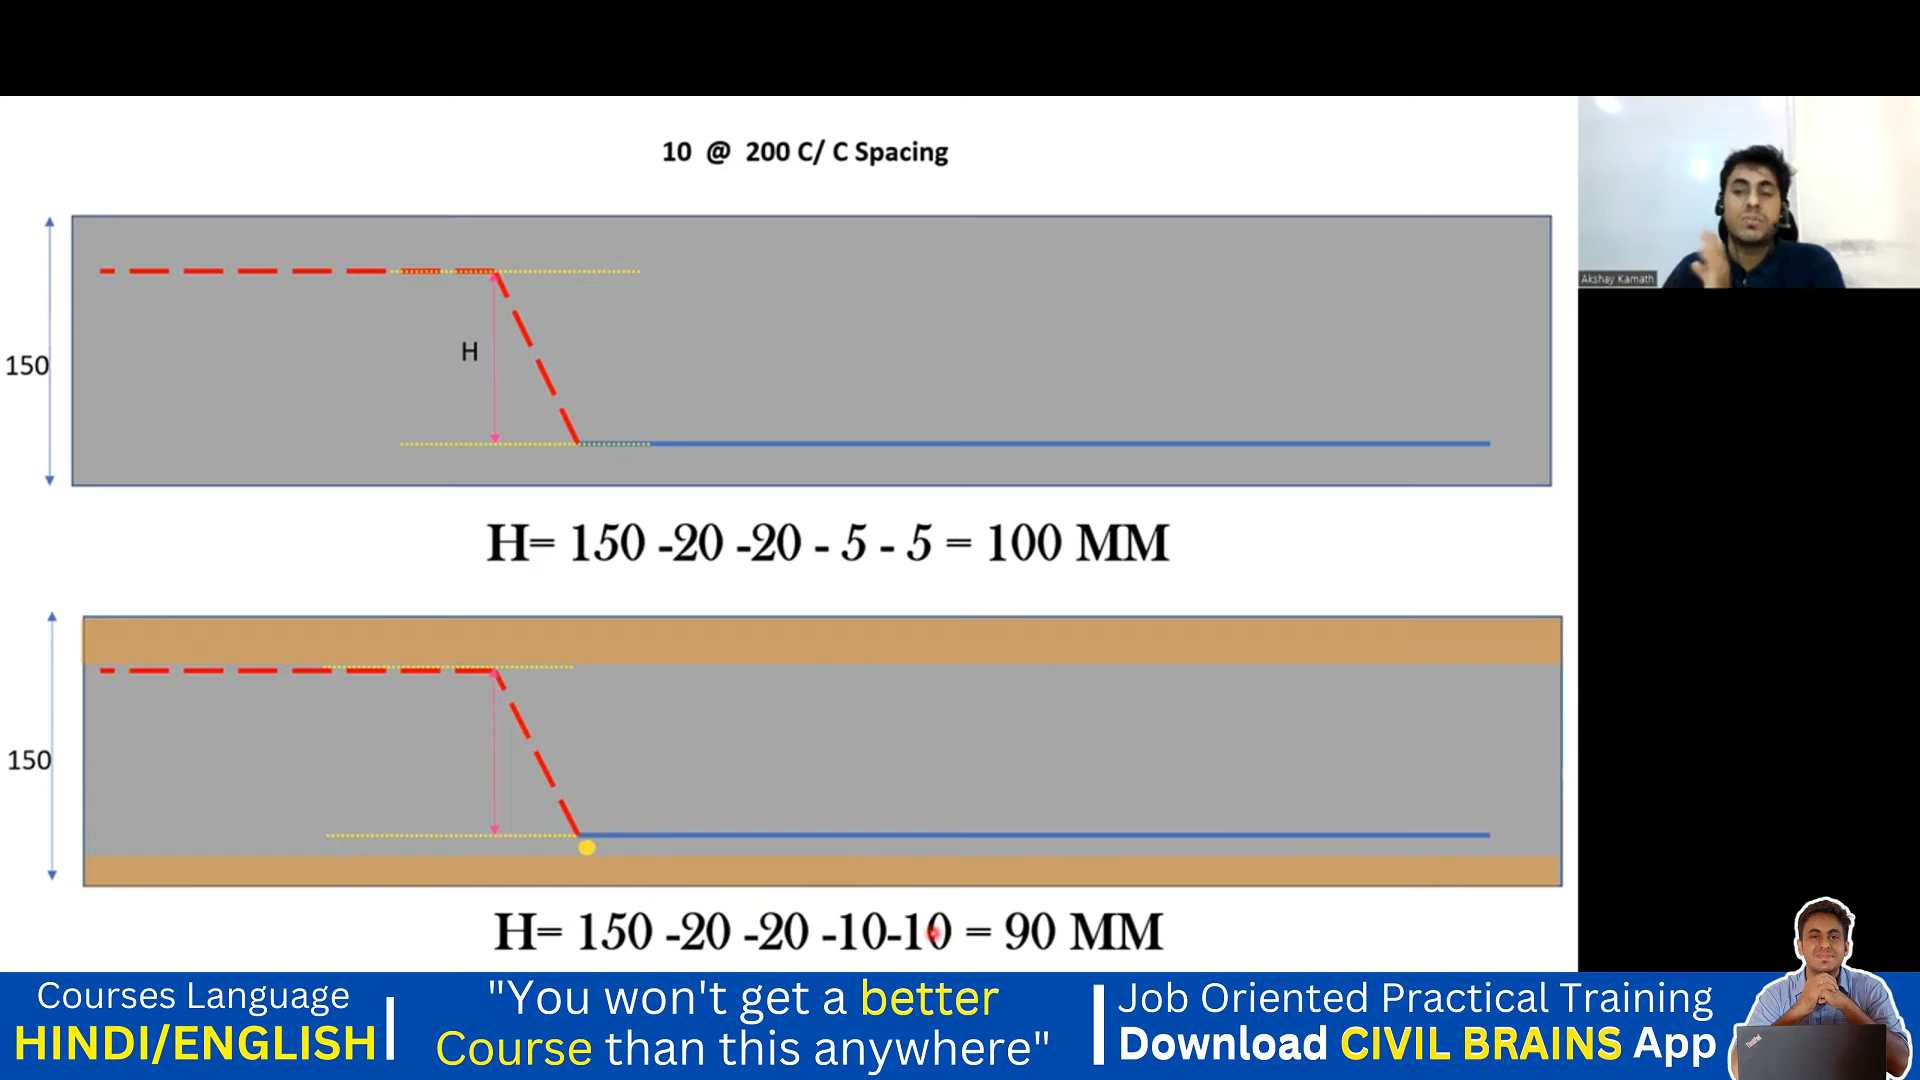 10 @ 200 C/ C Spacing
Akshay Kamath
H
150
H= 150 -20 -20 - 5 - 5 = 100 MM
150
H= 150 -20 -20 -10-10 = 90 MM
Courses Language
HINDI/ENGLISH
"You won't get a better
Course than this anywhere"
Job Oriented Practical Training
Download CIVIL BRAINS App
ThinkPad